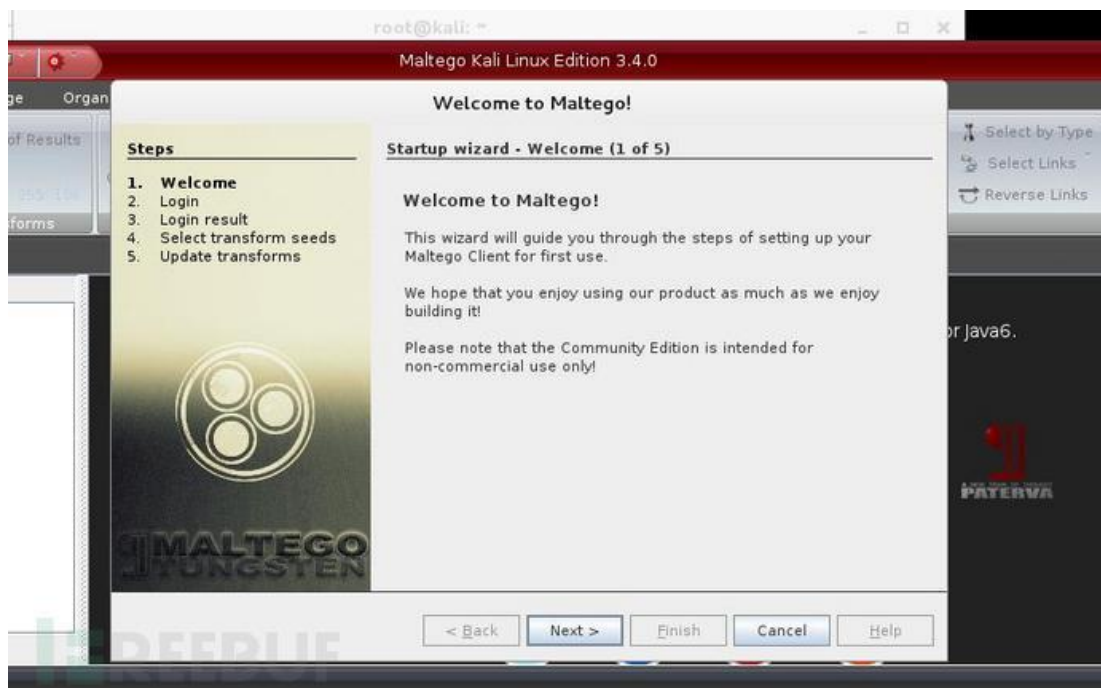 root@kali: ~
Maltego Kali Linux Edition 3.4.0
ge Organ
of Results
Select by Type
Select Links
Reverse Links
forms
Welcome to Maltego!
Steps
1. Welcome
2. Login
3. Login result
4. Select transform seeds
5. Update transforms
Startup wizard - Welcome (1 of 5)
Welcome to Maltego!
This wizard will guide you through the steps of setting up your
Maltego Client for first use.
We hope that you enjoy using our product as much as we enjoy
building it!
Please note that the Community Edition is intended for
non-commercial use only!
or Java6.
PATERVA
MALTEGO
TUNGSTEN
< Back Next > Finish Cancel Help
FREEBUF